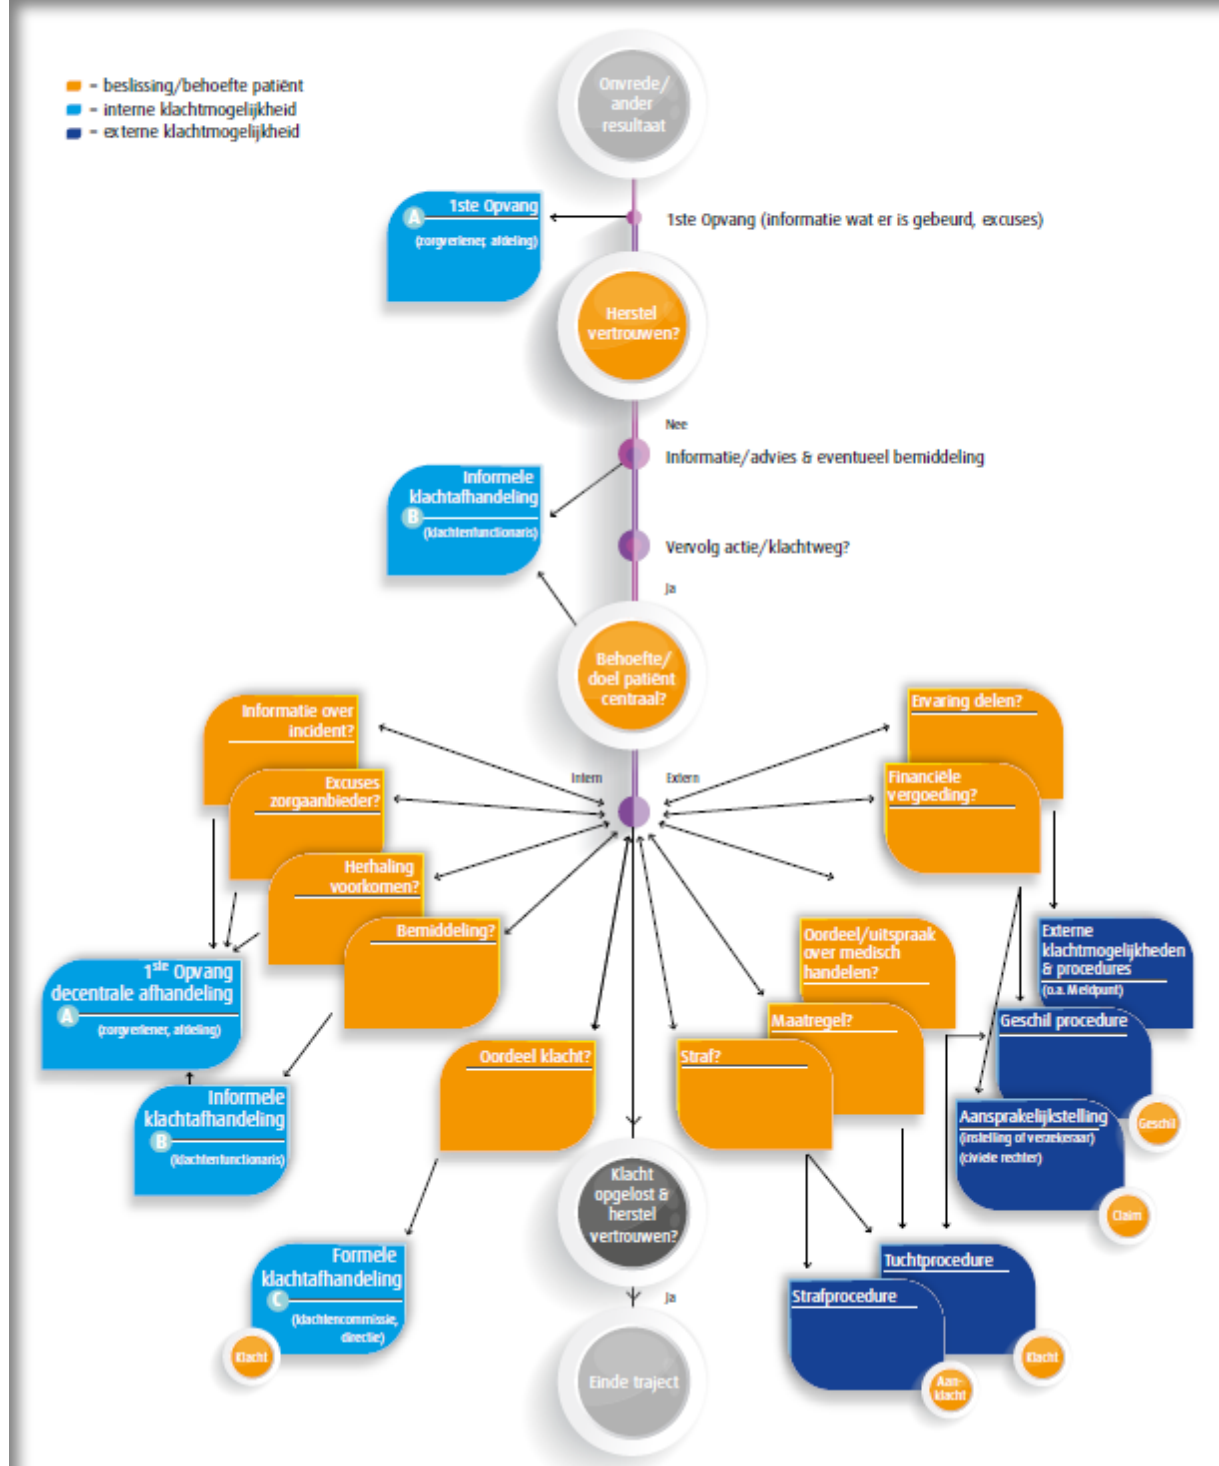 Onvrede/
ander
resultaat
= beslissing/behoefte patiënt
= interne klachtmogelijkheid
= externe klachtmogelijkheid
1ste Opvang
A
(zorgverlener, afdeling)
1ste Opvang (informatie wat er is gebeurd, excuses)
Herstel
vertrouwen?
Nee
Informatie/advies & eventueel bemiddeling
Informele
klachtafhandeling
B
(klachtenfunctionaris)
Vervolg actie/klachtweg?
Ja
Behoefte/
doel patiënt
centraal?
Intern
Extern
Informatie over
incident?
Excuses
zorgaanbieder?
Herhaling
voorkomen?
Bemiddeling?
Oordeel klacht?
Ervaring delen?
Financiële
vergoeding?
Oordeel/uitspraak
over medisch
handelen?
Maatregel?
Straf?
1ste Opvang
decentrale afhandeling
A
(zorgverlener, afdeling)
Informele
klachtafhandeling
B
(klachtenfunctionaris)
Formele
klachtafhandeling
C
(klachtencommissie,
directie)
Klacht
Externe
klachtmogelijkheden
& procedures
(o.a. Meldpunt)
Geschil procedure
Geschil
Aansprakelijkstelling
(instelling of verzekeraar)
(civiele rechter)
Claim
Tuchtprocedure
Klacht
Strafprocedure
Aan-
klacht
Klacht
opgelost &
herstel
vertrouwen?
Ja
Einde traject